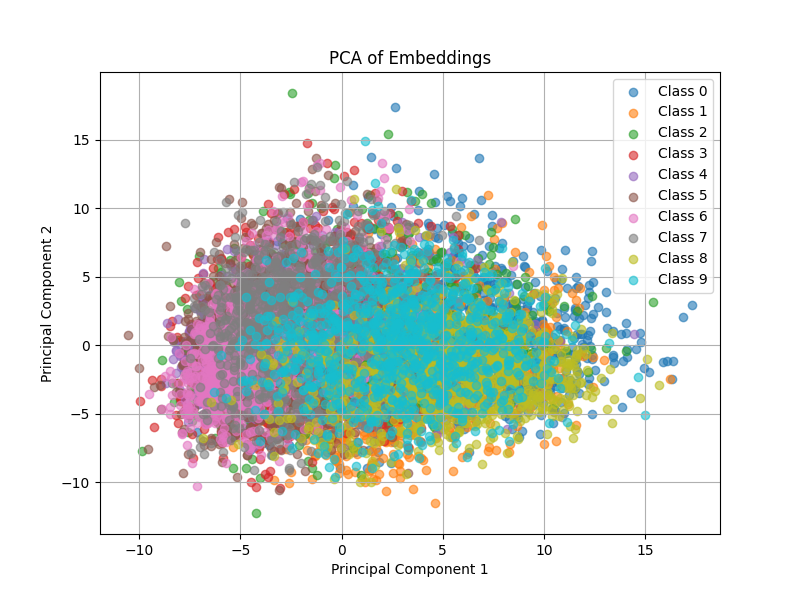 PCA of Embeddings
Class 0
Class 1
Class 2
Class 3
Class 4
Class 5
Class 6
Class 7
Class 8
Class 9
15
10
5
0
−5
−10
Principal Component 2
−10
−5
0
5
10
15
Principal Component 1